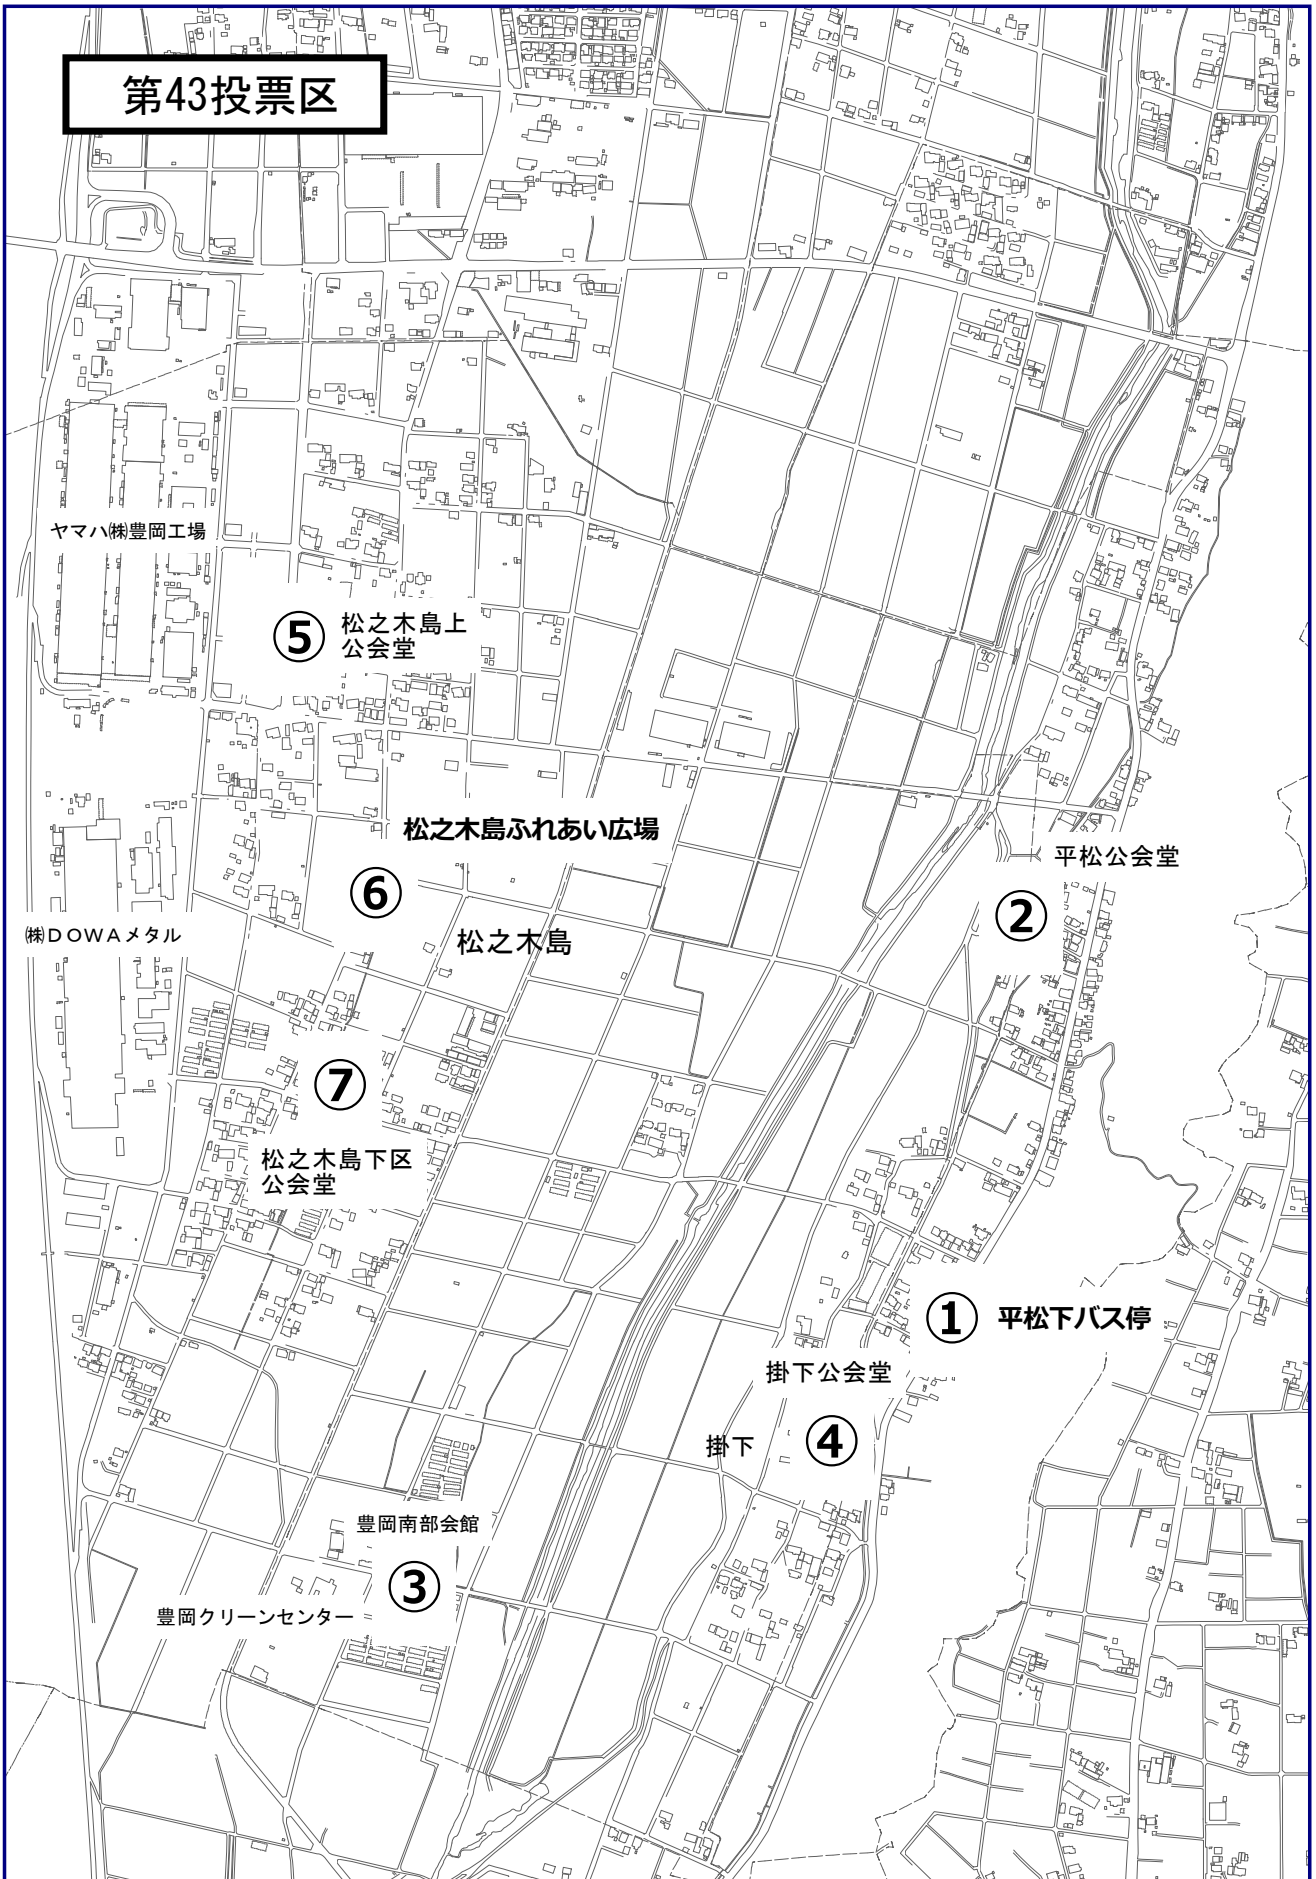 第43投票区
ヤマハ㈱豊岡工場
⑤
松之木島上
公会堂
松之木島ふれあい広場
平松公会堂
⑥
②
㈱DOWAメタル
松之木島
⑦
松之木島下区
公会堂
①
平松下バス停
掛下公会堂
掛下
④
豊岡南部会館
③
豊岡クリーンセンター